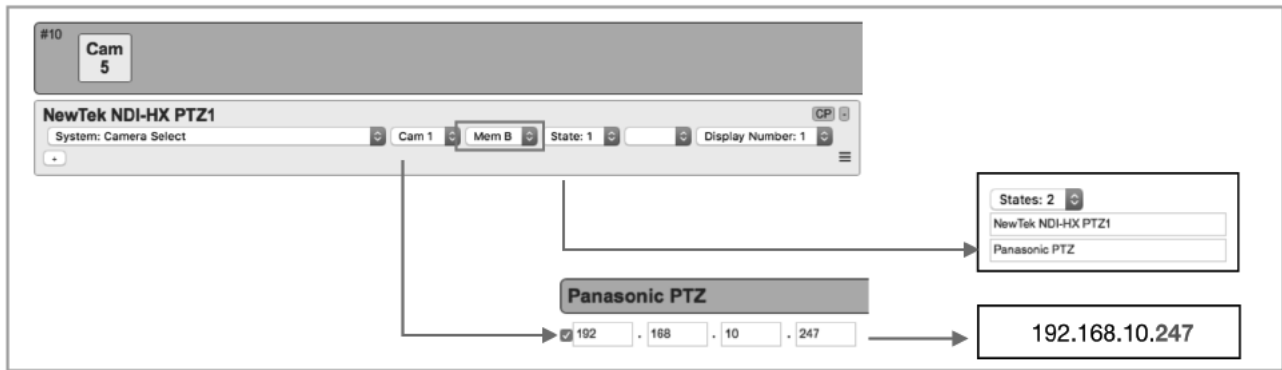 #10
Cam
5
NewTek NDI-HX PTZ1
CP -
System: Camera Select Cam 1 Mem B State: 1 Display Number: 1
+
States: 2
NewTek NDI-HX PTZ1
Panasonic PTZ
Panasonic PTZ
192 . 168 . 10 . 247
192.168.10.247